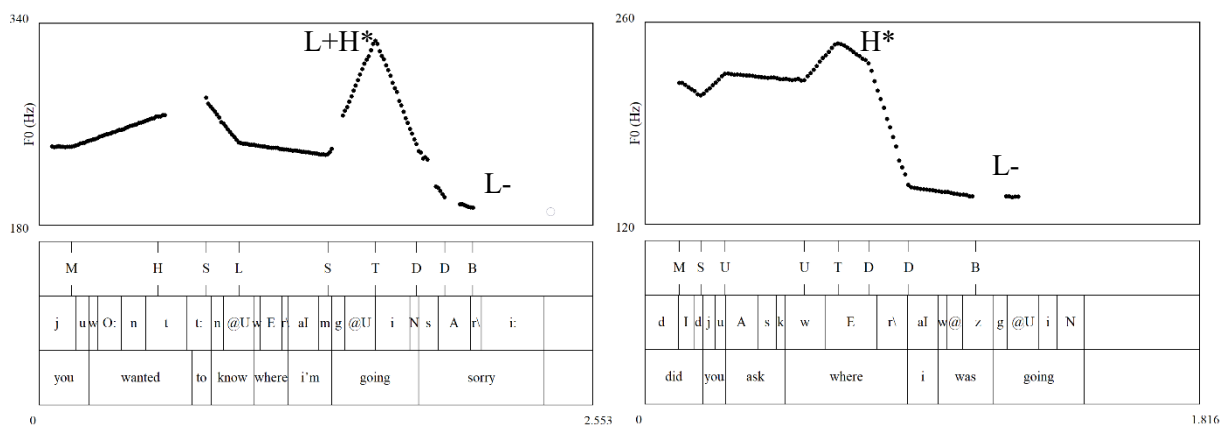 340
L+H*
F0 (Hz)
L-
180
M H S L S T D D B
j u w O: n t t: n @U w E r\ aI m g @U i N s A r\ i:
you wanted to know where i'm going sorry
0 2.553
260
H*
F0 (Hz)
L-
120
M S U U T D D B
d I d j u A s k w E r\ aI w @ z g @U i N
did you ask where i was going
0 1.816